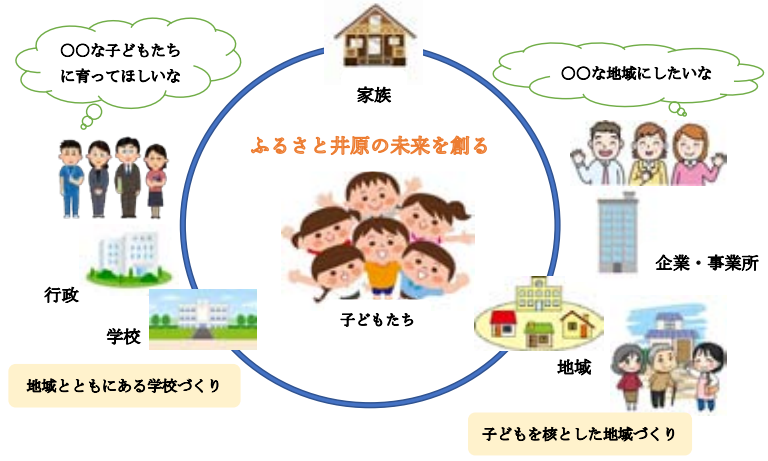 〇〇な子どもたち
に育ってほしいな
〇〇な地域にしたいな
家族
ふるさと井原の未来を創る
企業・事業所
行政
子どもたち
学校
地域
地域とともにある学校づくり
子どもを核とした地域づくり